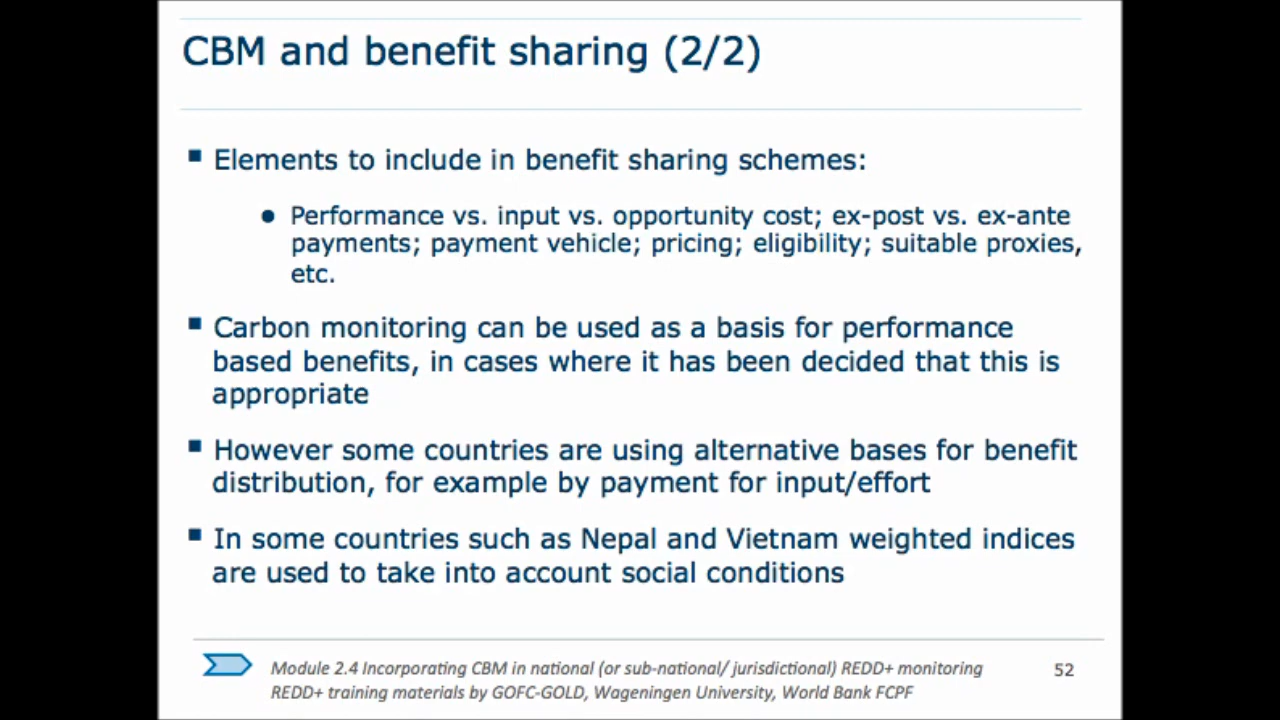 CBM and benefit sharing (2/2)
Elements to include in benefit sharing schemes:
Performance vs. input vs. opportunity cost; ex-post vs. ex-ante
payments; payment vehicle; pricing; eligibility; suitable proxies,
etc.
Carbon monitoring can be used as a basis for performance
based benefits, in cases where it has been decided that this is
appropriate
However some countries are using alternative bases for benefit
distribution, for example by payment for input/effort
In some countries such as Nepal and Vietnam weighted indices
are used to take into account social conditions
Module 2.4 Incorporating CBM in national (or sub-national/ jurisdictional) REDD+ monitoring
REDD+ training materials by GOFC-GOLD, Wageningen University, World Bank FCPF
52